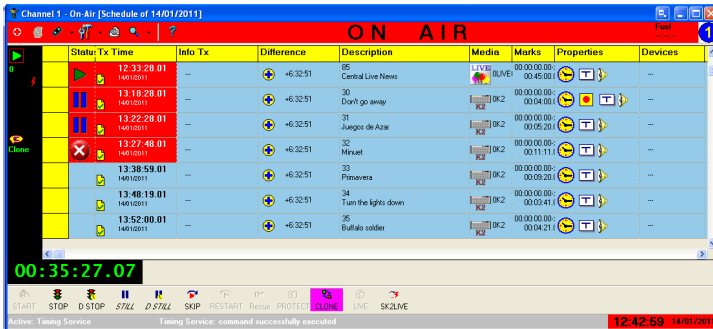 Channel 1 - On-Air [Schedule of 14/01/2011]
ON AIR
Fuel
--:--:--
1
Status Tx Time Info Tx Difference Description Media Marks Properties Devices
0
12:33:28.01
14/01/2011
...
+6:32:51
85
Central Live News
LIVE
0LIVE
00:00:00.00
00:45:00.
...
13:18:28.01
14/01/2011
...
+6:32:51
30
Don't go away
0K2
K2
00:00:00.00
00:04:00.
...
13:22:28.01
14/01/2011
...
+6:32:51
31
Juegos de Azar
0K2
K2
00:00:00.00
00:05:20.
...
Clone
13:27:48.01
14/01/2011
...
+6:32:51
32
Minuet
0K2
K2
00:00:00.00
00:11:11.
...
13:38:59.01
14/01/2011
...
+6:32:51
33
Primavera
0K2
K2
00:00:00.00
00:09:20.
...
13:48:19.01
14/01/2011
...
+6:32:51
34
Turn the lights down
0K2
K2
00:00:00.00
00:03:41.
...
13:52:00.01
14/01/2011
...
+6:32:51
35
Buffalo soldier
0K2
K2
00:00:00.00
00:04:21.
...
00:35:27.07
START STOP D STOP STILL D STILL SKIP RESTART Recue PROTECT CLONE LIVE SK2LIVE
Active: Timing Service Timing Service: command successfully executed 12:42:59 14/01/2011